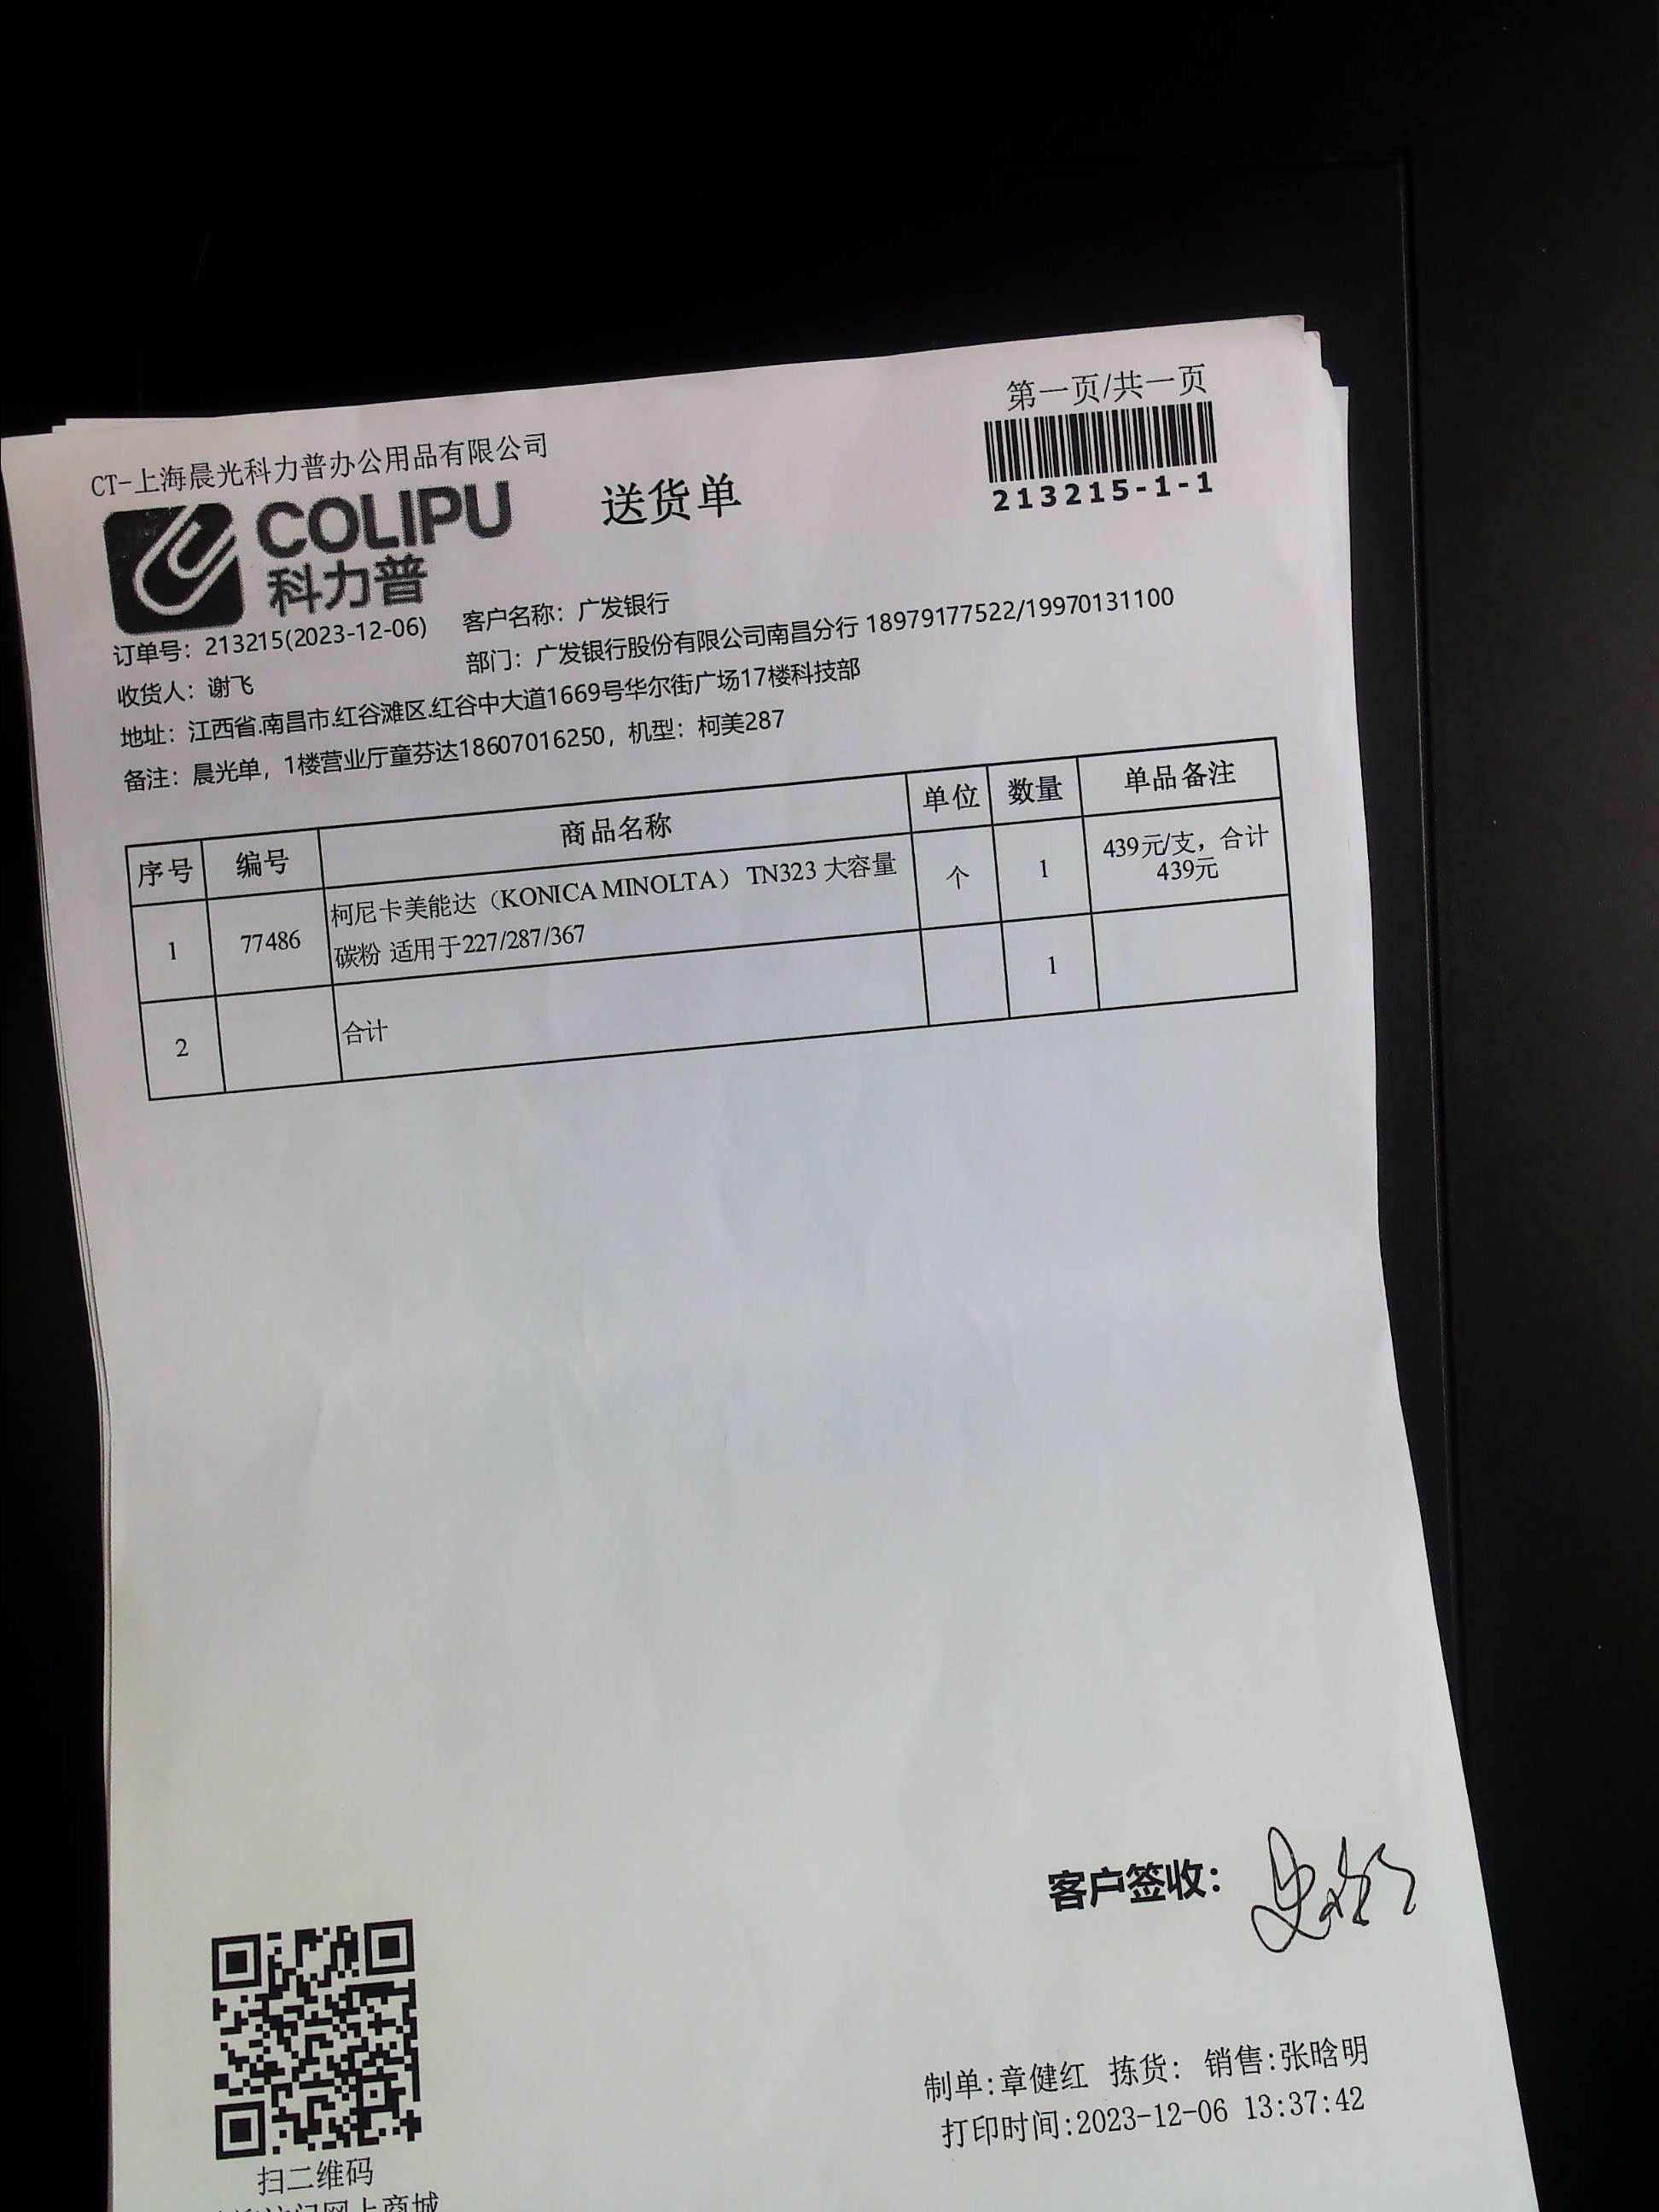 第一页/共一页
CT-上海晨光科力普办公用品有限公司
COLIPU
科力普
送货单
213215-1-1
订单号：213215(2023-12-06) 客户名称：广发银行
收货人：谢飞 部门：广发银行股份有限公司南昌分行 18979177522/19970131100
地址：江西省.南昌市.红谷滩区.红谷中大道1669号华尔街广场17楼科技部
备注：晨光单，1楼营业厅童芬达18607016250，机型：柯美287
序号 编号 商品名称 单位 数量 单品备注
1 77486 柯尼卡美能达（KONICA MINOLTA） TN323 大容量 个 1 439元/支，合计
碳粉 适用于227/287/367 439元
2 合计 1
客户签收：
制单:章健红 拣货: 销售:张晗明
打印时间:2023-12-06 13:37:42
扫二维码
网上商城